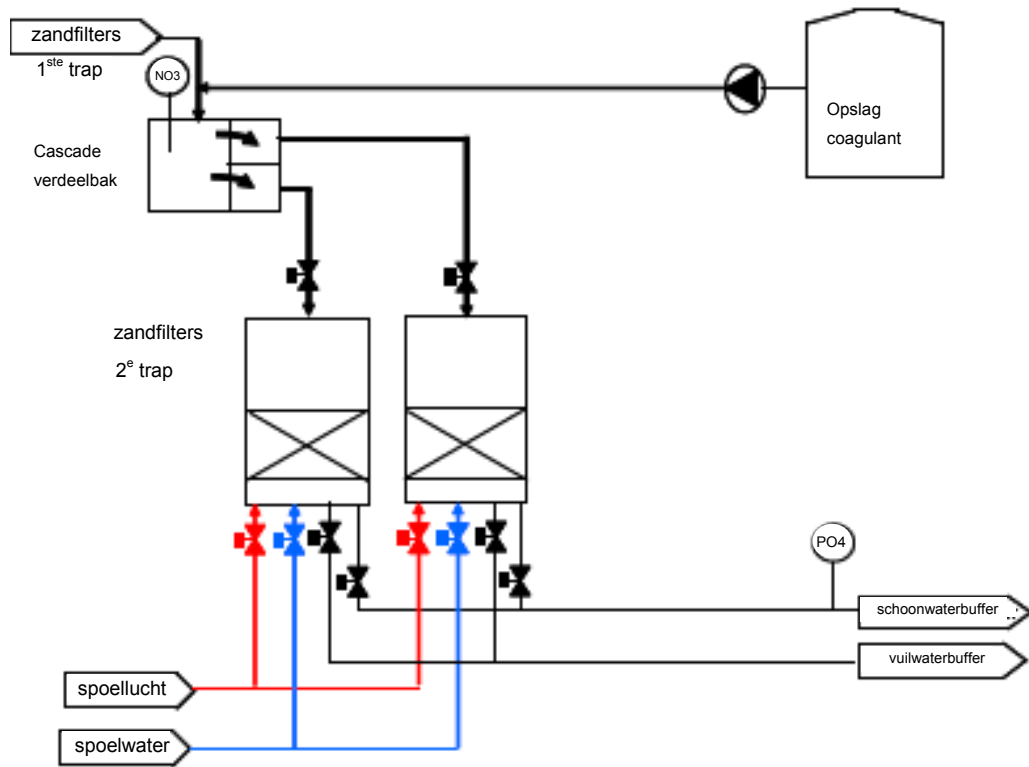 zandfilters
1ste trap
NO3
Opslag
coagulant
Cascade
verdeelbak
zandfilters
2e trap
PO4
schoonwaterbuffer
vuilwaterbuffer
spoellucht
spoelwater